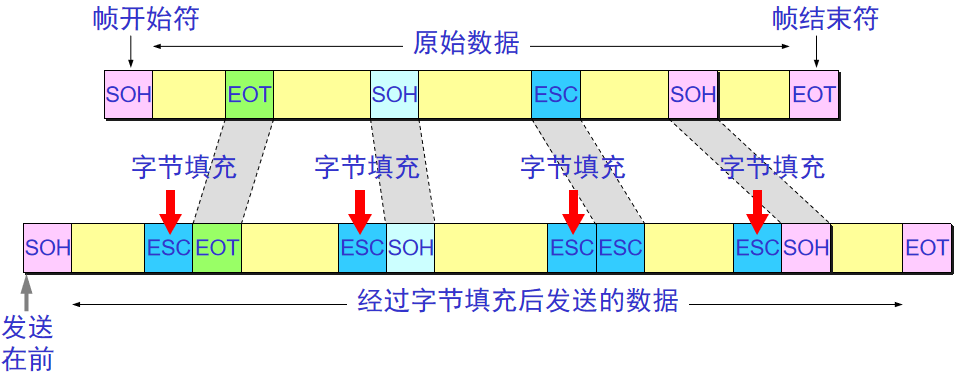 帧开始符
帧结束符
原始数据
SOH EOT SOH ESC SOH EOT
字节填充 字节填充 字节填充 字节填充
SOH ESC EOT ESC SOH ESC ESC ESC SOH EOT
经过字节填充后发送的数据
发送
在前